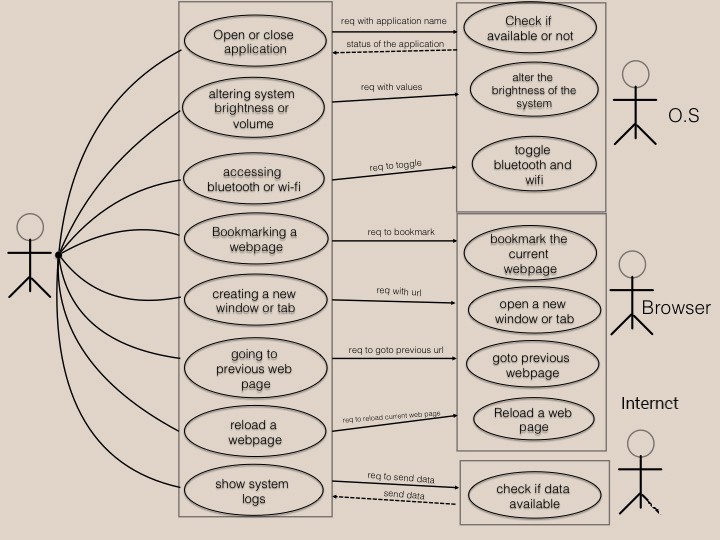 Open or close
application
req with application name
status of the application
Check if
available or not
altering system
brightness or
volume
req with values
alter the
brightness of the
system
O.S
accessing
bluetooth or wi-fi
req to toggle
toggle
bluetooth and
wifi
Bookmarking a
webpage
req to bookmark
bookmark the
current
webpage
creating a new
window or tab
req with url
open a new
window or tab
Browser
going to
previous web
page
req to goto previous url
goto previous
webpage
reload a
webpage
req to reload current web page
Reload a web
page
Internct
show system
logs
req to send data
send data
check if data
available